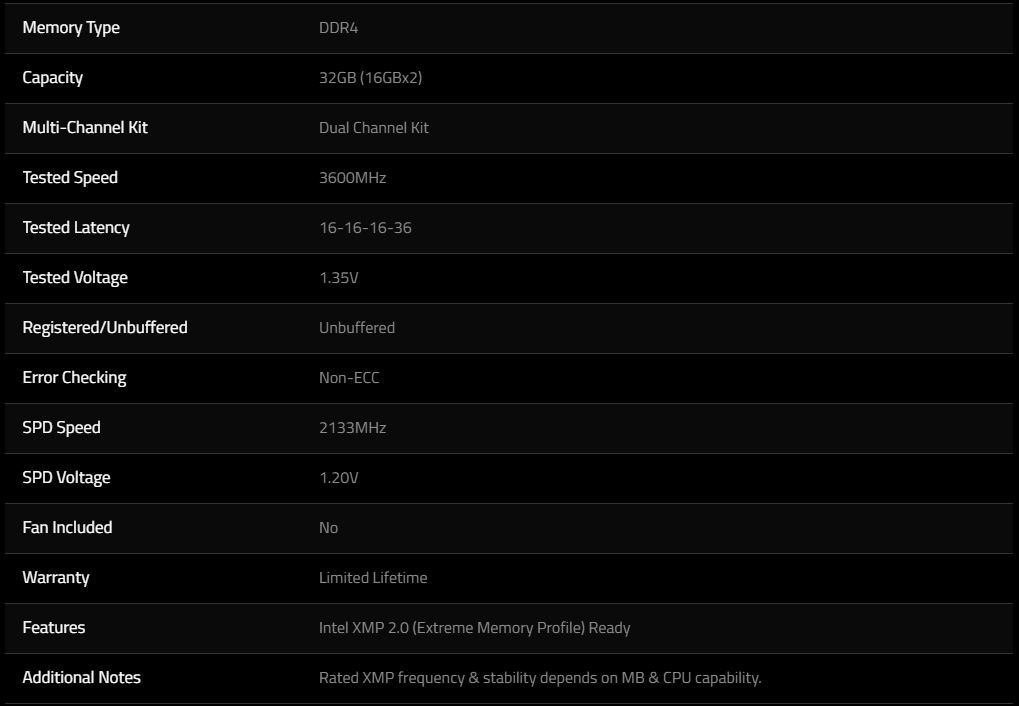 Memory Type DDR4
Capacity 32GB (16GBx2)
Multi-Channel Kit Dual Channel Kit
Tested Speed 3600MHz
Tested Latency 16-16-16-36
Tested Voltage 1.35V
Registered/Unbuffered Unbuffered
Error Checking Non-ECC
SPD Speed 2133MHz
SPD Voltage 1.20V
Fan Included No
Warranty Limited Lifetime
Features Intel XMP 2.0 (Extreme Memory Profile) Ready
Additional Notes Rated XMP frequency & stability depends on MB & CPU capability.